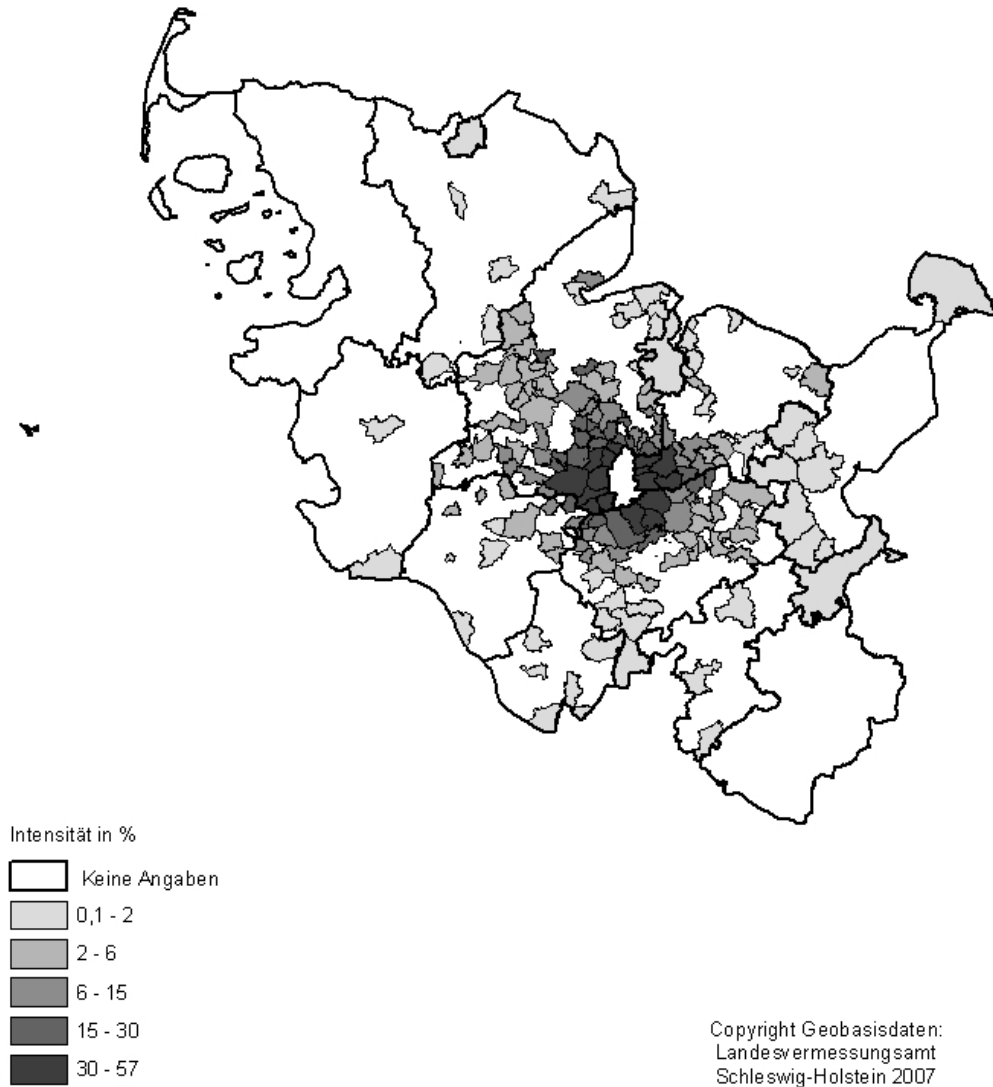 Intensität in %
Keine Angaben
0,1 - 2
2 - 6
6 - 15
15 - 30
30 - 57
Copyright Geobasisdaten:
Landesvermessungsamt
Schleswig-Holstein 2007